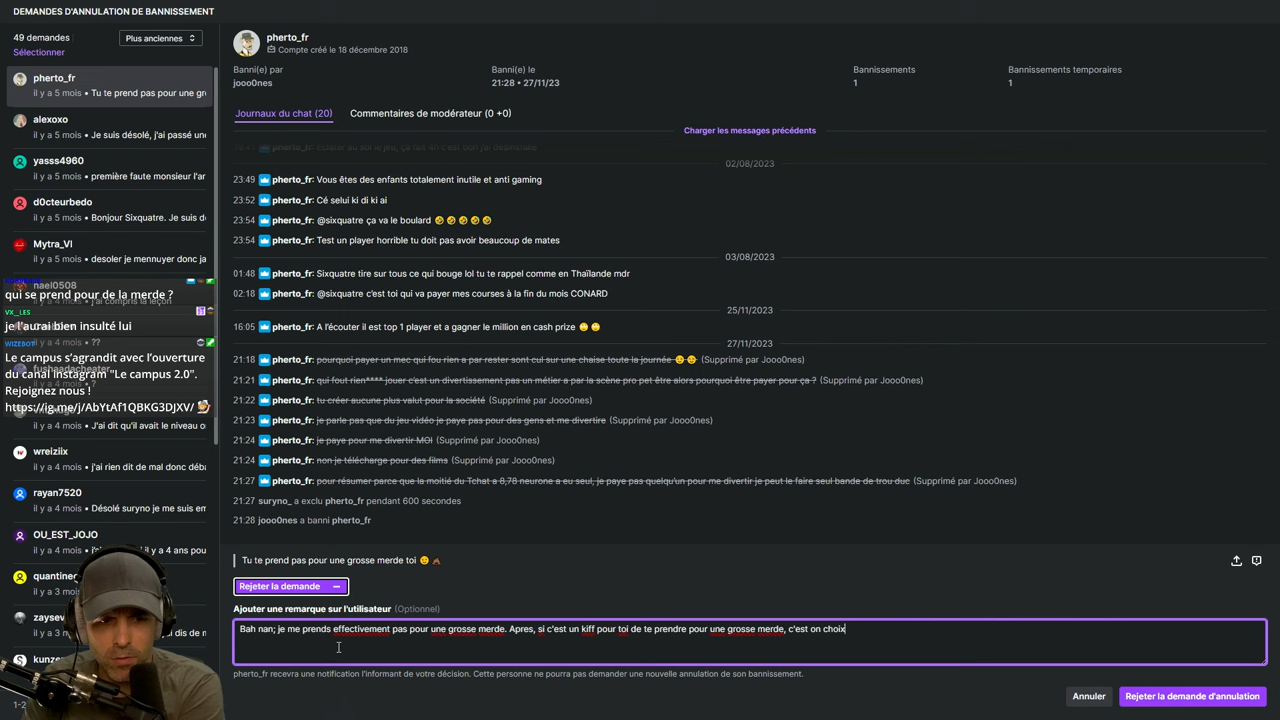 DEMANDES D'ANNULATION DE BANNISSEMENT
49 demandes
Plus anciennes
Sélectionner
pherto_fr
il y a 5 mois • Tu te prend pas pour une gro
alexoxo
il y a 5 mois • Je suis désolé, j'ai passé une
yasss4960
il y a 5 mois • première faute monsieur l'ar
d0cteurbedo
il y a 5 mois • Bonjour Sixquatre. Je suis de
Mytra_VI
il y a 5 mois • desoler je mennuyer donc ja
nael0508
qui se prend pour de la merde ?
VX_LES
je l'aurai bien insulté lui
il y a 4 mois • ??
WIZEBOT
Le campus s'agrandit avec l'ouverture
du canal instagram "Le campus 2.0".
Rejoignez nous !
https://ig.me/j/AbYtAf1QBKG3DJXV/
il y a 4 mois • J'ai dit qu'il avait le niveau o
wereiziix
il y a 4 mois • j'ai rien dit de mal donc déba
rayan7520
il y a 4 mois • Désolé suryno je me suis em
OU_EST_JOJO
il y a 4 ans pou
quantine
il y a 4 m
zaysev
il y a 4 m
kunz
1-2
pherto_fr
Compte créé le 18 décembre 2018
Banni(e) par
jooo0nes
Banni(e) le
21:28 • 27/11/23
Bannissements
1
Bannissements temporaires
1
Journaux du chat (20)
Commentaires de modérateur (0 +0)
Charger les messages précédents
02/08/2023
23:49 pherto_fr: Vous êtes des enfants totalement inutile et anti gaming
23:52 pherto_fr: Cé selui ki di ki ai
23:54 pherto_fr: @sixquatre ça va le boulard 🤣🤣🤣🤣🤣
23:54 pherto_fr: Test un player horrible tu doit pas avoir beaucoup de mates
03/08/2023
01:48 pherto_fr: Sixquatre tire sur tous ce qui bouge lol tu te rappel comme en Thaïlande mdr
02:18 pherto_fr: @sixquatre c'est toi qui va payer mes courses à la fin du mois CONARD
25/11/2023
16:05 pherto_fr: A l'écouter il est top 1 player et a gagner le million en cash prize 🙄🙄
27/11/2023
21:18 pherto_fr: pourquoi payer un mec qui fou rien a par rester sont cul sur une chaise toute la journée (Supprimé par Jooo0nes)
21:21 pherto_fr: qui fout rien**** jouer c'est un divertissement pas un métier a par la scène pro pet être alors pourquoi être payer pour ça ? (Supprimé par Jooo0nes)
21:22 pherto_fr: tu créer aucune plus valut pour la société (Supprimé par Jooo0nes)
21:23 pherto_fr: je parle pas que du jeu vidéo je paye pas pour des gens et me divertire (Supprimé par Jooo0nes)
21:24 pherto_fr: je paye pour me divertir MOI (Supprimé par Jooo0nes)
21:24 pherto_fr: non je télécharge pour des films (Supprimé par Jooo0nes)
21:27 pherto_fr: pour résumer parce que la moitié du Tchat a 8,78 neurone a eu seul, je paye pas quelqu'un pour me divertir je peut le faire seul bande de trou duc (Supprimé par Jooo0nes)
21:27 suryno_ a exclu pherto_fr pendant 600 secondes
21:28 jooo0nes a banni pherto_fr
Tu te prend pas pour une grosse merde toi
Rejeter la demande
Ajouter une remarque sur l'utilisateur (Optionnel)
Bah nan; je me prends effectivement pas pour une grosse merde. Apres, si c'est un kiff pour toi de te prendre pour une grosse merde, c'est on choix
pherto_fr recevra une notification l'informant de votre décision. Cette personne ne pourra pas demander une nouvelle annulation de son bannissement.
Annuler
Rejeter la demande d'annulation